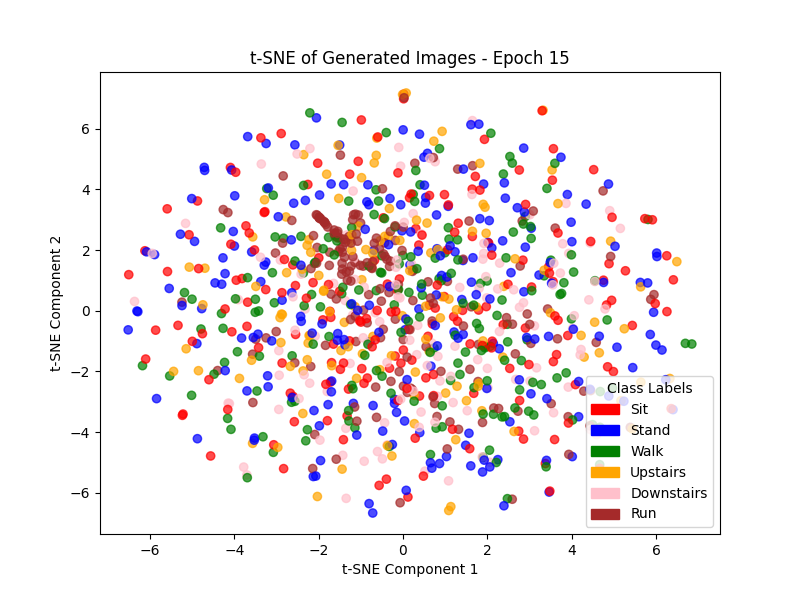 t-SNE of Generated Images - Epoch 15
t-SNE Component 2
6
4
2
0
−2
−4
−6
−6
−4
−2
0
2
4
6
t-SNE Component 1
Class Labels
Sit
Stand
Walk
Upstairs
Downstairs
Run